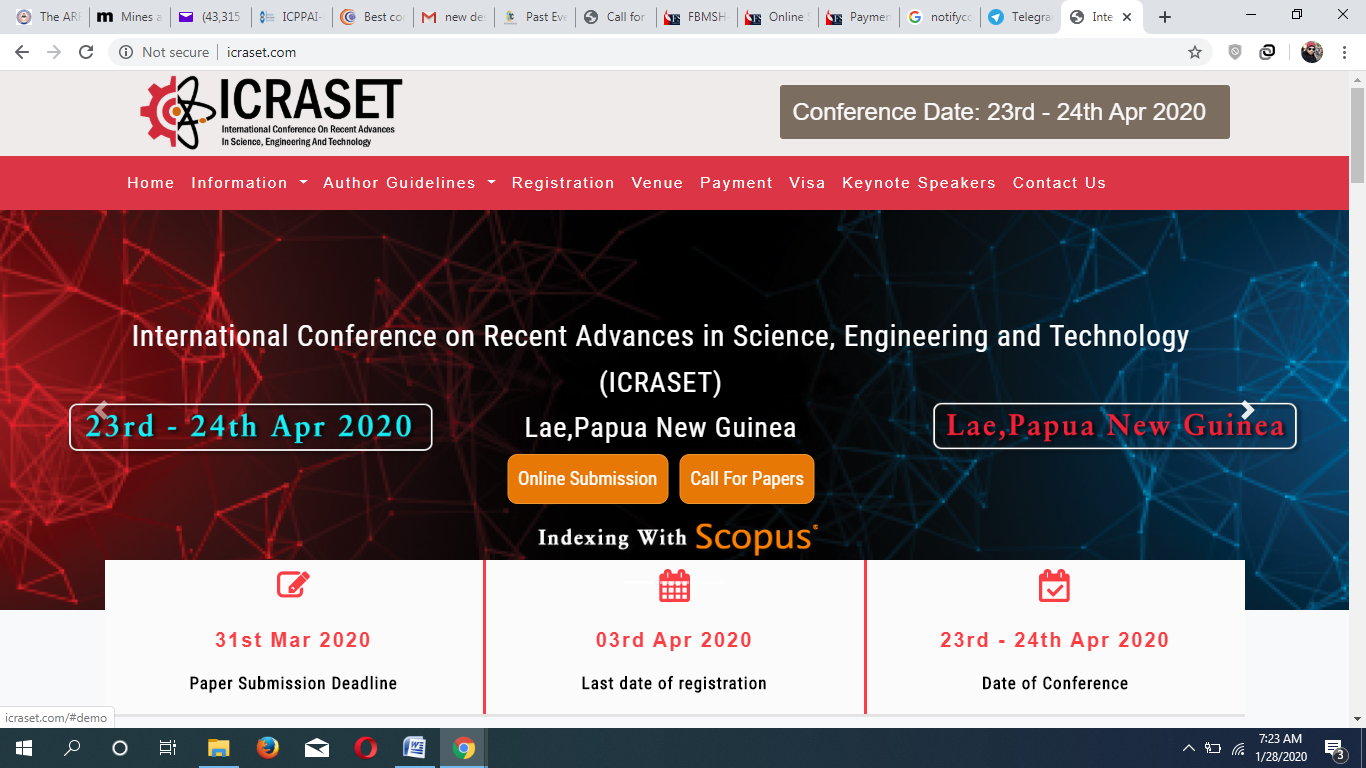 The ARP
Mines a
(43,315
ICPPAI-
Best co
new de
Past Eve
Call for
FBMSH
Online S
Paymen
notifyco
Telegra
Inte
Not secure
icraset.com
ICRASET
International Conference On Recent Advances
In Science, Engineering And Technology
Conference Date: 23rd - 24th Apr 2020
Home Information Author Guidelines Registration Venue Payment Visa Keynote Speakers Contact Us
International Conference on Recent Advances in Science, Engineering and Technology
(ICRASET)
23rd - 24th Apr 2020
Lae,Papua New Guinea
Lae,Papua New Guinea
Online Submission
Call For Papers
Indexing With Scopus
31st Mar 2020
Paper Submission Deadline
03rd Apr 2020
Last date of registration
23rd - 24th Apr 2020
Date of Conference
icraset.com/#demo
7:23 AM
1/28/2020
3